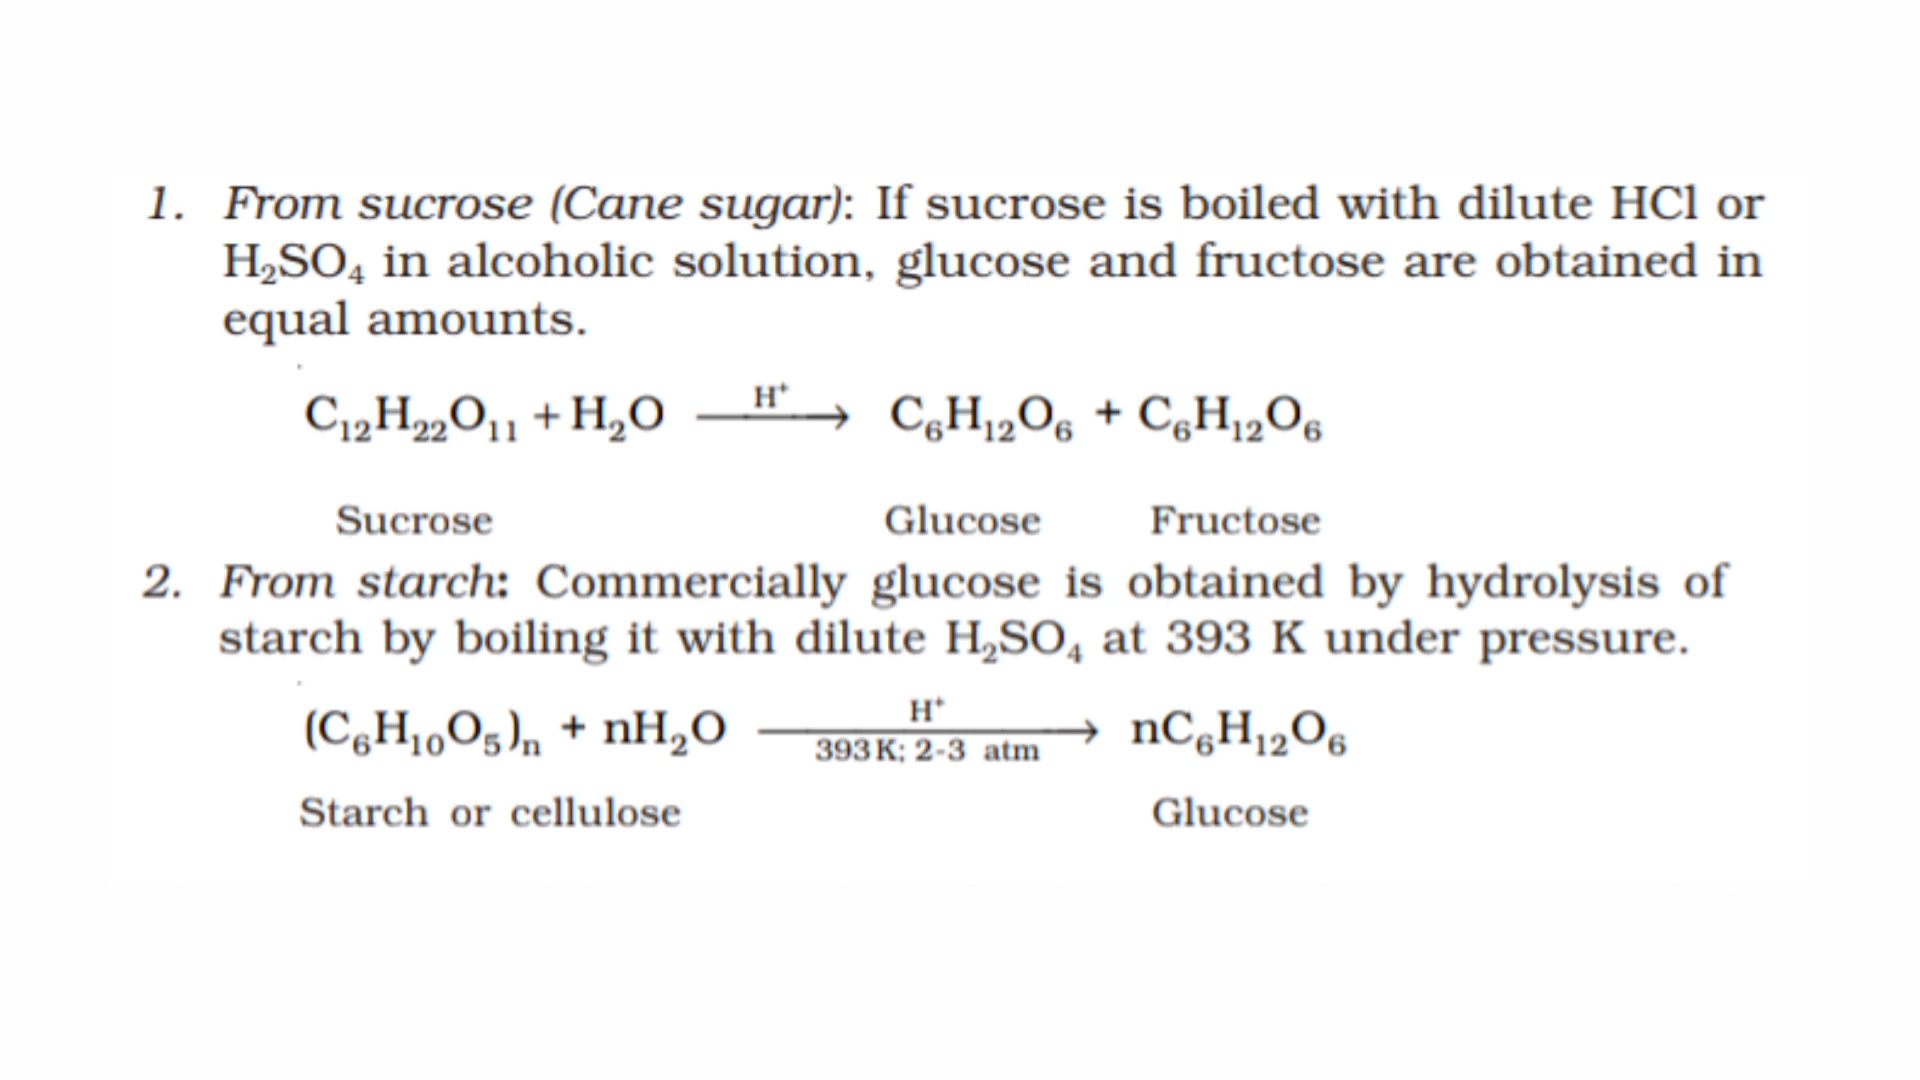 1. From sucrose (Cane sugar): If sucrose is boiled with dilute HCl or
H₂SO₄ in alcoholic solution, glucose and fructose are obtained in
equal amounts.
C₁₂H₂₂O₁₁ + H₂O —H⁺→ C₆H₁₂O₆ + C₆H₁₂O₆
Sucrose Glucose Fructose
2. From starch: Commercially glucose is obtained by hydrolysis of
starch by boiling it with dilute H₂SO₄ at 393 K under pressure.
H⁺
(C₆H₁₀O₅)ₙ + nH₂O ⟶ nC₆H₁₂O₆
393 K; 2-3 atm
Starch or cellulose Glucose